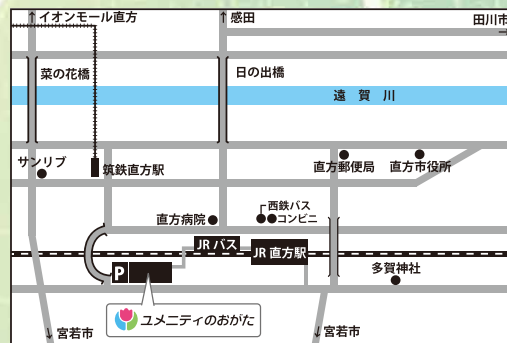 ↑イオンモール直方
↑感田
田川市
→
菜の花橋
日の出橋
遠賀川
サンリブ
筑鉄直方駅
直方郵便局
直方市役所
西鉄バス
直方病院
コンビニ
JR バス
JR 直方駅
P
多賀神社
ユメニティのおがた
↓宮若市
↓宮若市